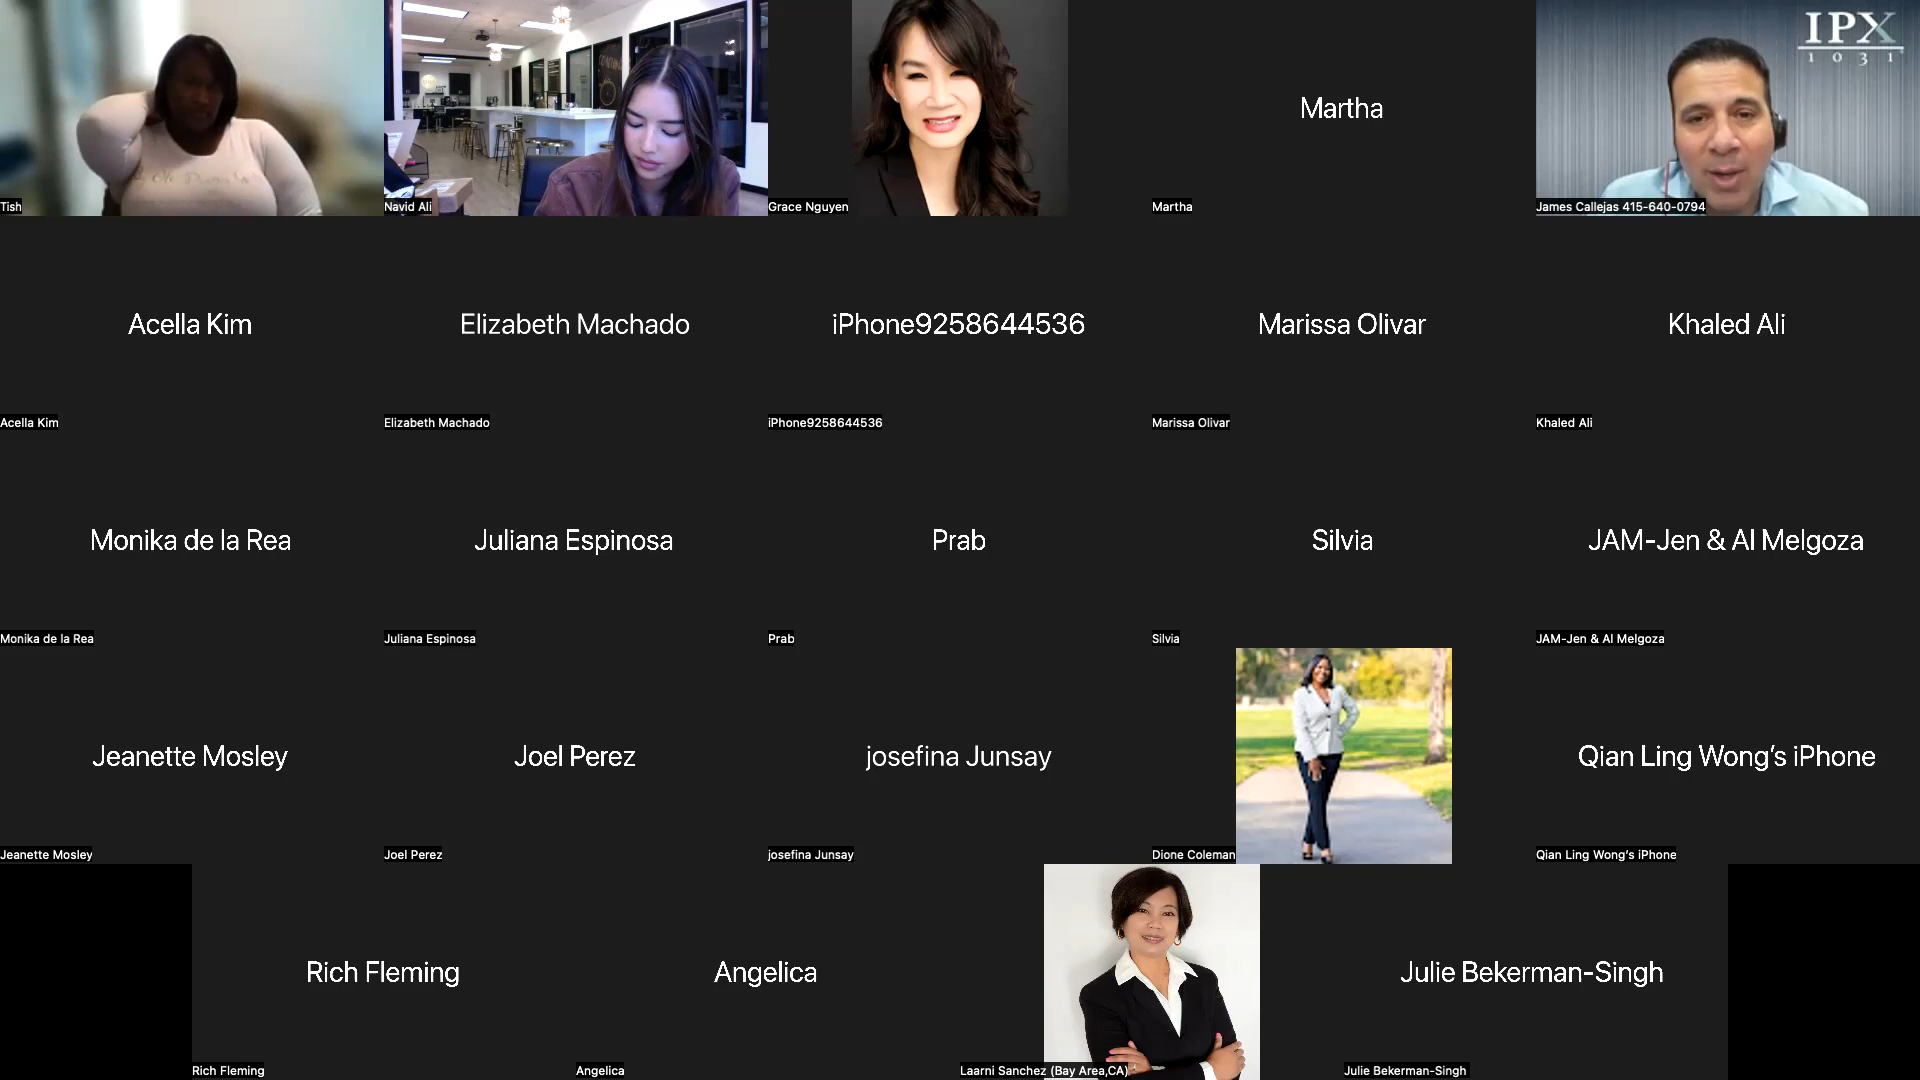 IPX
1031
Martha
Tish
Navid Ali
Grace Nguyen
Martha
James Callejas 415-640-0794
Acella Kim
Elizabeth Machado
iPhone9258644536
Marissa Olivar
Khaled Ali
Acella Kim
Elizabeth Machado
iPhone9258644536
Marissa Olivar
Khaled Ali
Monika de la Rea
Juliana Espinosa
Prab
Silvia
JAM-Jen & Al Melgoza
Monika de la Rea
Juliana Espinosa
Prab
Silvia
JAM-Jen & Al Melgoza
Jeanette Mosley
Joel Perez
josefina Junsay
Qian Ling Wong’s iPhone
Jeanette Mosley
Joel Perez
josefina Junsay
Dione Coleman
Qian Ling Wong’s iPhone
Rich Fleming
Angelica
Julie Bekerman-Singh
Rich Fleming
Angelica
Laarni Sanchez (Bay Area,CA)
Julie Bekerman-Singh